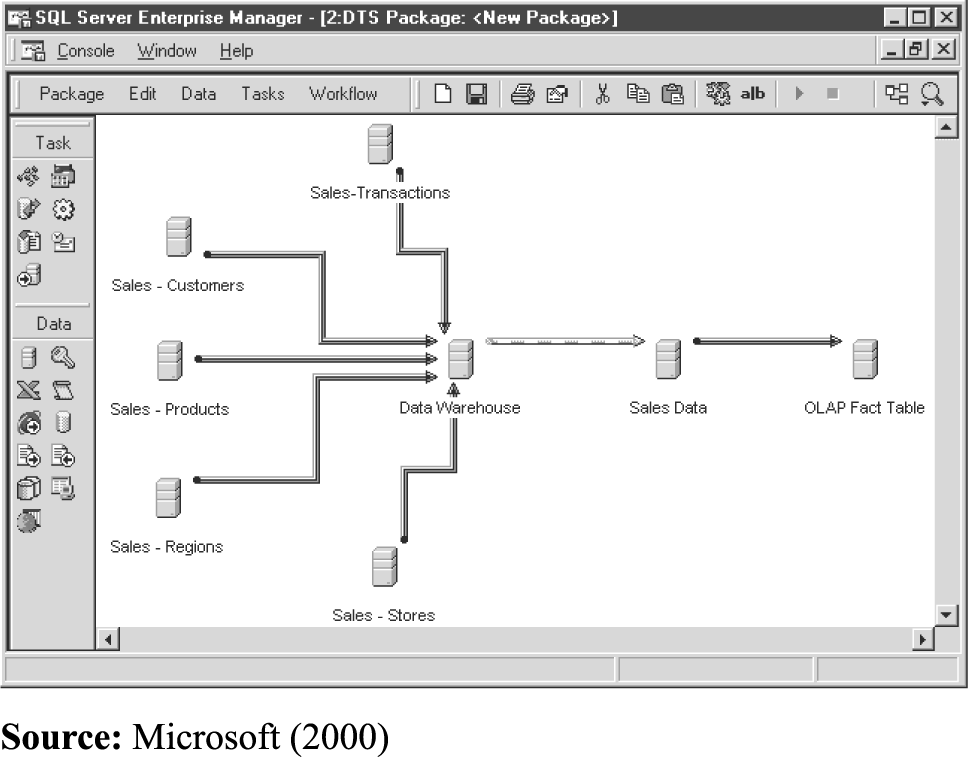 SQL Server Enterprise Manager - [2:DTS Package: <New Package>]
Console Window Help
Package Edit Data Tasks Workflow a|b
Task
Sales-Transactions
Sales - Customers
Data
Sales - Products
Data Warehouse
Sales Data
OLAP Fact Table
Sales - Regions
Sales - Stores
Source: Microsoft (2000)